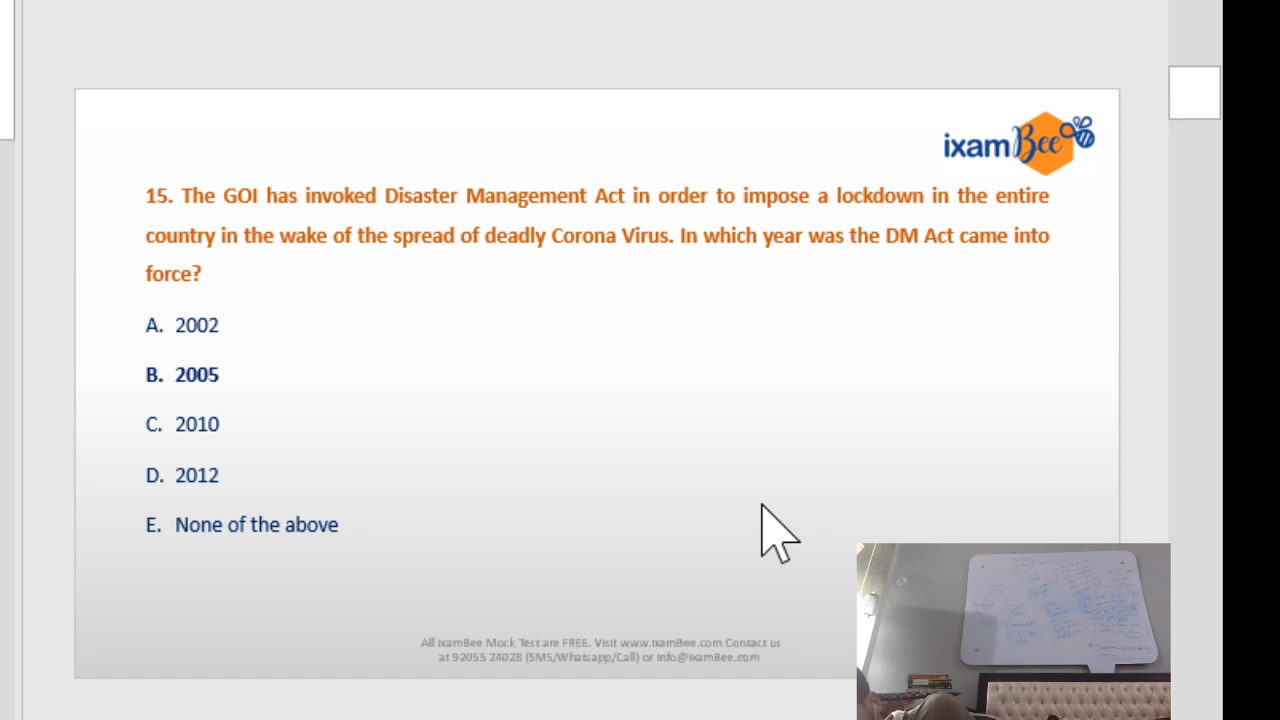 ixamBee
15. The GOI has invoked Disaster Management Act in order to impose a lockdown in the entire
country in the wake of the spread of deadly Corona Virus. In which year was the DM Act came into
force?
A. 2002
B. 2005
C. 2010
D. 2012
E. None of the above
All ixamBee Mock Test are FREE. Visit www.ixamBee.com Contact us
at 92055 24028 (SMS/Whatsapp/Call) or info@ixamBee.com